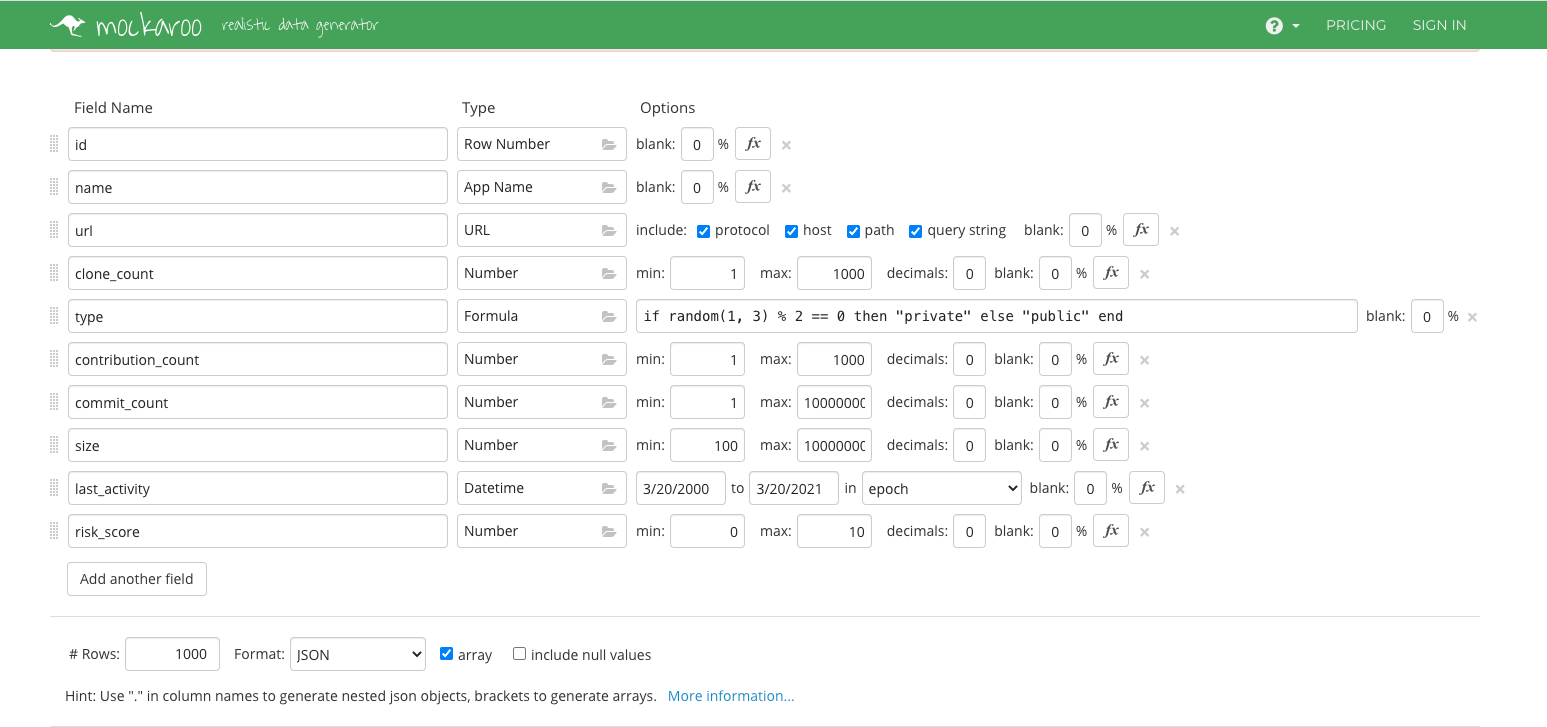 mockaroo realistic data generator ? PRICING SIGN IN
Field Name Type Options
id Row Number blank: 0 % fx ×
name App Name blank: 0 % fx ×
url URL include: protocol host path query string blank: 0 % fx ×
clone_count Number min: 1 max: 1000 decimals: 0 blank: 0 % fx ×
type Formula if random(1, 3) % 2 == 0 then "private" else "public" end blank: 0 % ×
contribution_count Number min: 1 max: 1000 decimals: 0 blank: 0 % fx ×
commit_count Number min: 1 max: 10000000 decimals: 0 blank: 0 % fx ×
size Number min: 100 max: 10000000 decimals: 0 blank: 0 % fx ×
last_activity Datetime 3/20/2000 to 3/20/2021 in epoch blank: 0 % fx ×
risk_score Number min: 0 max: 10 decimals: 0 blank: 0 % fx ×
Add another field
# Rows: 1000 Format: JSON array include null values
Hint: Use "." in column names to generate nested json objects, brackets to generate arrays. More information...